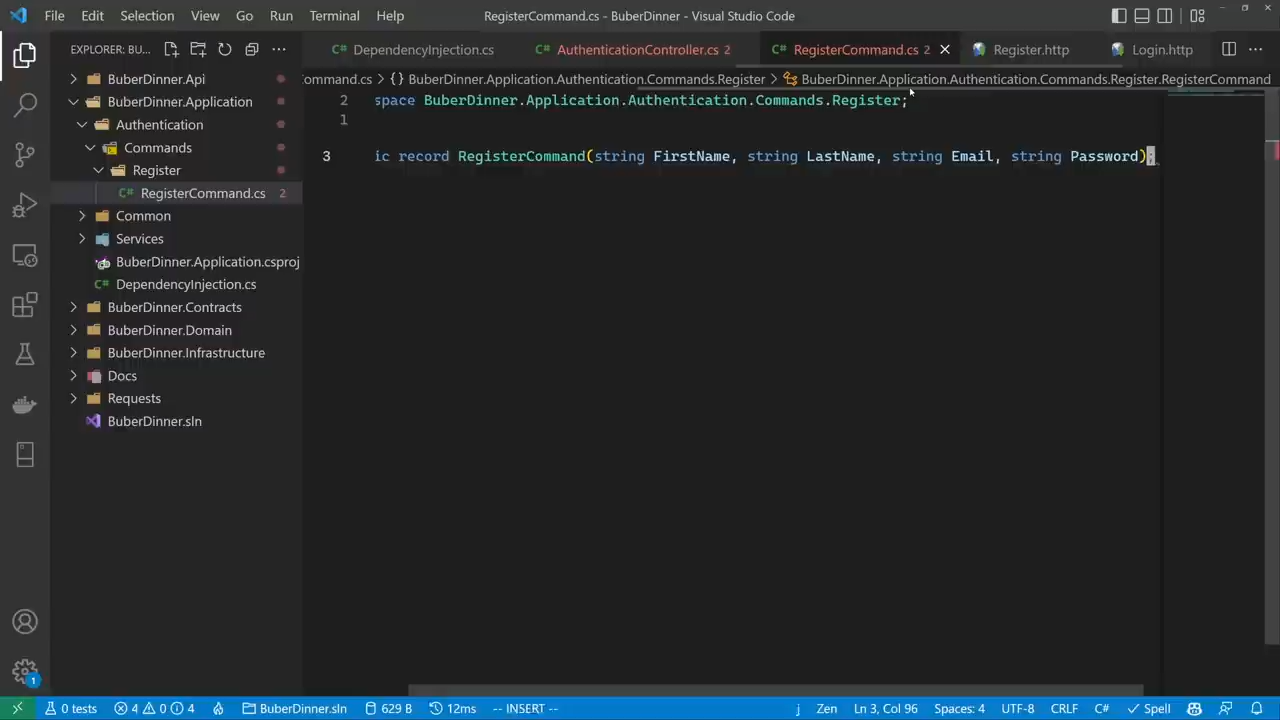 File Edit Selection View Go Run Terminal Help RegisterCommand.cs - BuberDinner - Visual Studio Code
EXPLORER: BU...
DependencyInjection.cs AuthenticationController.cs 2 RegisterCommand.cs 2 Register.http Login.http
ommand.cs > {} BuberDinner.Application.Authentication.Commands.Register > BuberDinner.Application.Authentication.Commands.Register.RegisterCommand
2 space BuberDinner.Application.Authentication.Commands.Register;
1
3 ic record RegisterCommand(string FirstName, string LastName, string Email, string Password);
BuberDinner.Api
BuberDinner.Application
Authentication
Commands
Register
RegisterCommand.cs 2
Common
Services
BuberDinner.Application.csproj
DependencyInjection.cs
BuberDinner.Contracts
BuberDinner.Domain
BuberDinner.Infrastructure
Docs
Requests
BuberDinner.sln
1
0 tests 4 0 4 BuberDinner.sln 629 B 12ms -- INSERT -- j Zen Ln 3, Col 96 Spaces: 4 UTF-8 CRLF C# Spell